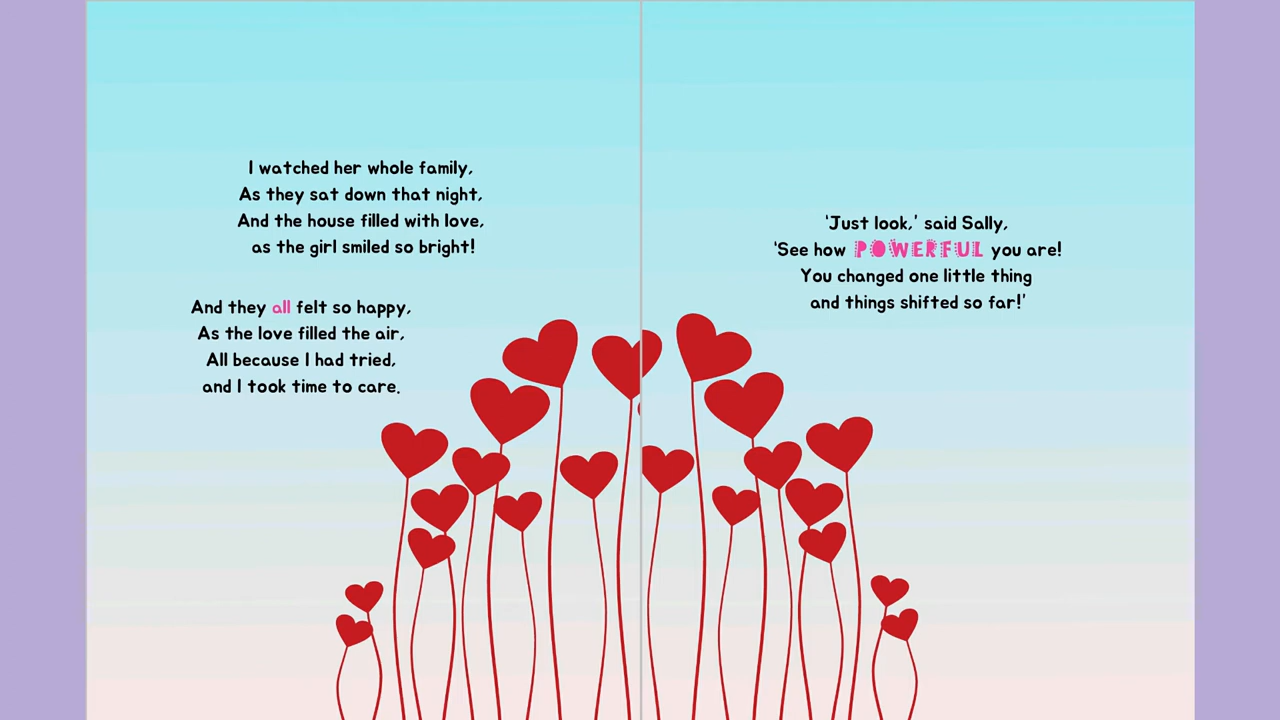 I watched her whole family,
As they sat down that night,
And the house filled with love,
as the girl smiled so bright!
And they all felt so happy,
As the love filled the air,
All because I had tried,
and I took time to care.
'Just look,' said Sally,
'See how POWERFUL you are!
You changed one little thing
and things shifted so far!'